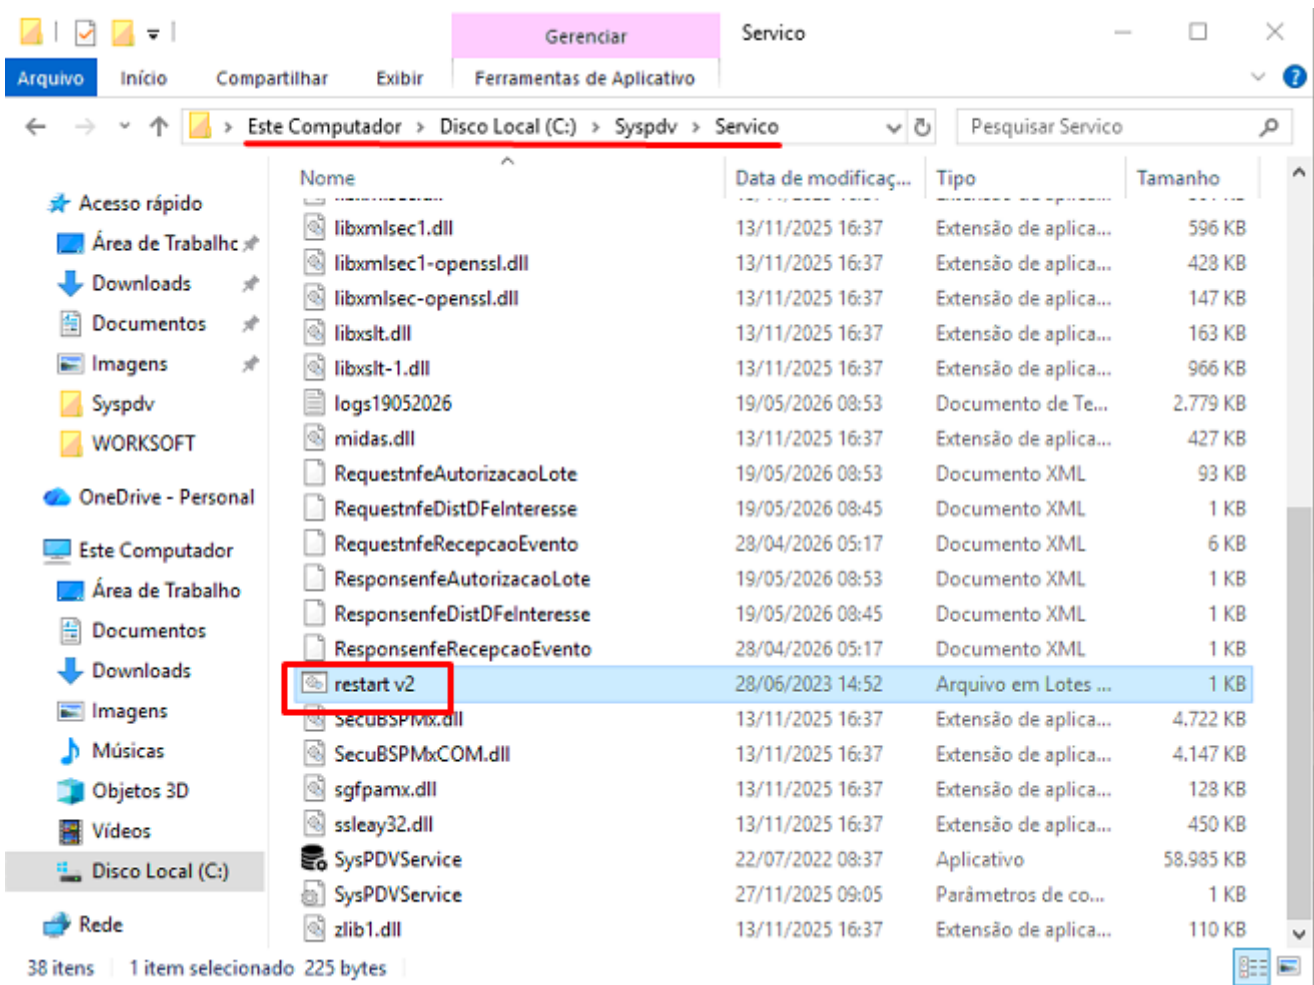 Gerenciar
Servico
Arquivo
Início
Compartilhar
Exibir
Ferramentas de Aplicativo
Este Computador > Disco Local (C:) > Syspdv > Servico
Pesquisar Servico
Nome
Data de modificaç...
Tipo
Tamanho
Acesso rápido
Área de Trabalhc
Downloads
Documentos
Imagens
Syspdv
WORKSOFT
OneDrive - Personal
Este Computador
Área de Trabalho
Documentos
Downloads
Imagens
Músicas
Objetos 3D
Vídeos
Disco Local (C:)
Rede
libxmlsec1.dll 13/11/2025 16:37 Extensão de aplica... 596 KB
libxmlsec1-openssl.dll 13/11/2025 16:37 Extensão de aplica... 428 KB
libxmlsec-openssl.dll 13/11/2025 16:37 Extensão de aplica... 147 KB
libxslt.dll 13/11/2025 16:37 Extensão de aplica... 163 KB
libxslt-1.dll 13/11/2025 16:37 Extensão de aplica... 966 KB
logs19052026 19/05/2026 08:53 Documento de Te... 2.779 KB
midas.dll 13/11/2025 16:37 Extensão de aplica... 427 KB
RequestnfeAutorizacaoLote 19/05/2026 08:53 Documento XML 93 KB
RequestnfeDistDFeInteresse 19/05/2026 08:45 Documento XML 1 KB
RequestnfeRecepcaoEvento 28/04/2026 05:17 Documento XML 6 KB
ResponsenfeAutorizacaoLote 19/05/2026 08:53 Documento XML 1 KB
ResponsenfeDistDFeInteresse 19/05/2026 08:45 Documento XML 1 KB
ResponsenfeRecepcaoEvento 28/04/2026 05:17 Documento XML 1 KB
restart v2 28/06/2023 14:52 Arquivo em Lotes ... 1 KB
SecuBSPMx.dll 13/11/2025 16:37 Extensão de aplica... 4.722 KB
SecuBSPMxCOM.dll 13/11/2025 16:37 Extensão de aplica... 4.147 KB
sgfpamx.dll 13/11/2025 16:37 Extensão de aplica... 128 KB
ssleay32.dll 13/11/2025 16:37 Extensão de aplica... 450 KB
SysPDVService 22/07/2022 08:37 Aplicativo 58.985 KB
SysPDVService 27/11/2025 09:05 Parâmetros de co... 1 KB
zlib1.dll 13/11/2025 16:37 Extensão de aplica... 110 KB
38 itens
1 item selecionado 225 bytes